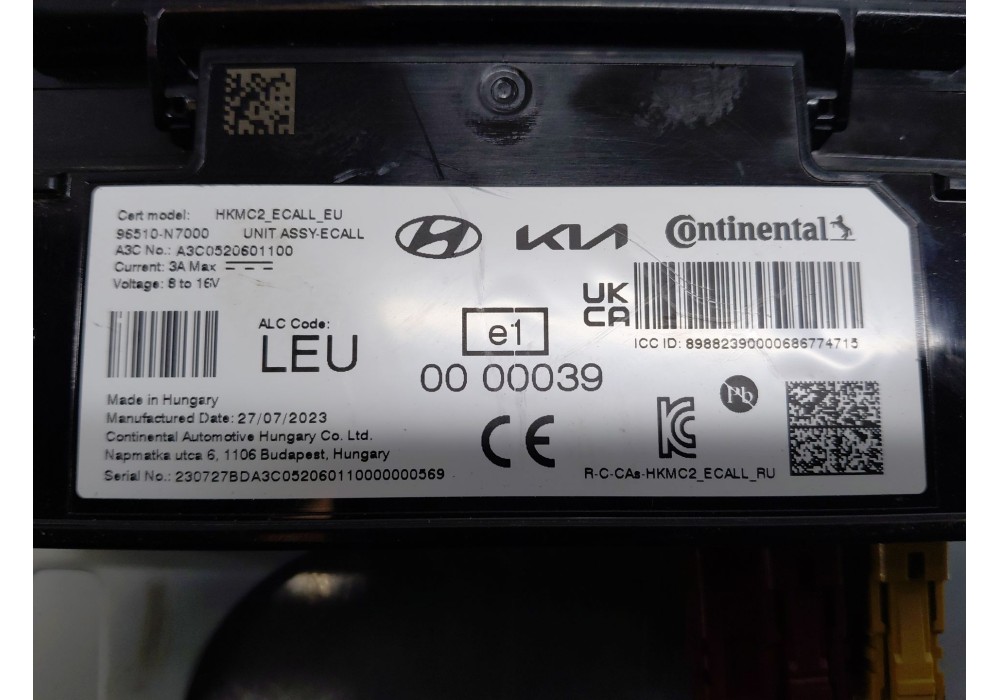 Cert model: HKMC2_ECALL_EU
96510-N7000 UNIT ASSY-ECALL
A3C No.: A3C0520601100
Current: 3A Max
Voltage: 8 to 16V
KIA
Continental
UK
CA
ICC ID: 89882390000686774715
ALC Code:
LEU
e1
00 00039
Made in Hungary
Manufactured Date: 27/07/2023
Continental Automotive Hungary Co. Ltd.
Napmatka utca 6, 1106 Budapest, Hungary
Serial No.: 230727BDA3C0520601100000000569
CE
Pb
R-C-CAs-HKMC2_ECALL_RU